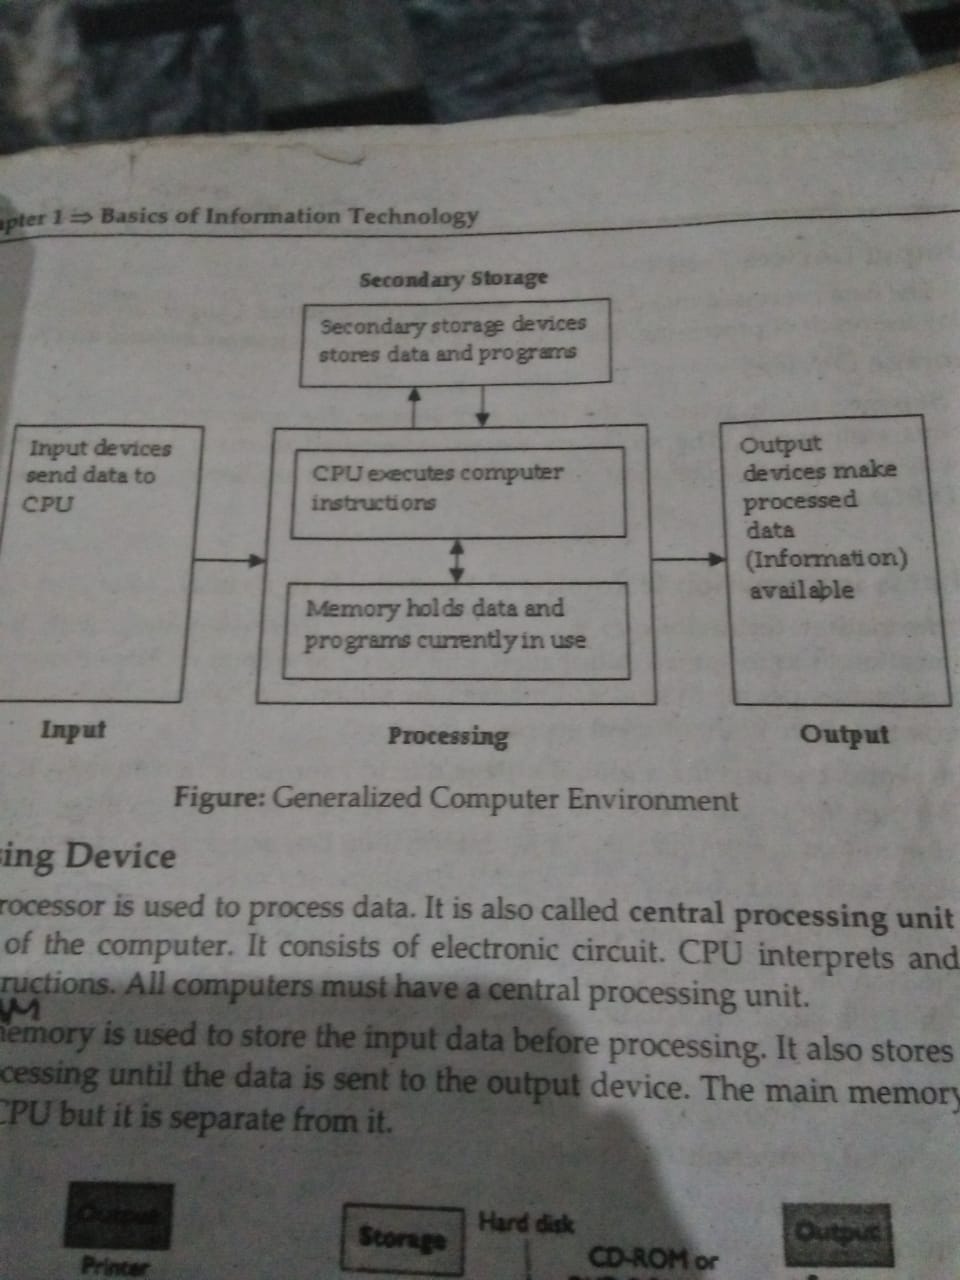 apter 1 ⇒ Basics of Information Technology
Secondary Storage
Secondary storage devices
stores data and programs
Input devices
send data to
CPU
CPU executes computer
instructions
Memory holds data and
programs currently in use
Output
devices make
processed
data
(Information)
available
Input
Processing
Output
Figure: Generalized Computer Environment
sing Device
rocessor is used to process data. It is also called central processing unit
of the computer. It consists of electronic circuit. CPU interprets and
ructions. All computers must have a central processing unit.
memory is used to store the input data before processing. It also stores
cessing until the data is sent to the output device. The main memory
CPU but it is separate from it.
Output
Printer
Storage
Hard disk
CD-ROM or
Output